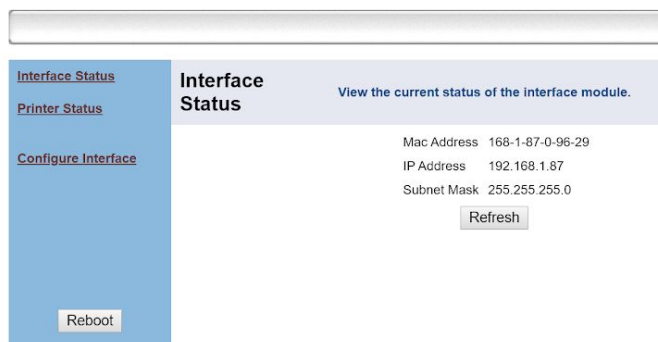 Interface Status
Printer Status
Configure Interface
Reboot
Interface
Status
View the current status of the interface module.
Mac Address 168-1-87-0-96-29
IP Address 192.168.1.87
Subnet Mask 255.255.255.0
Refresh